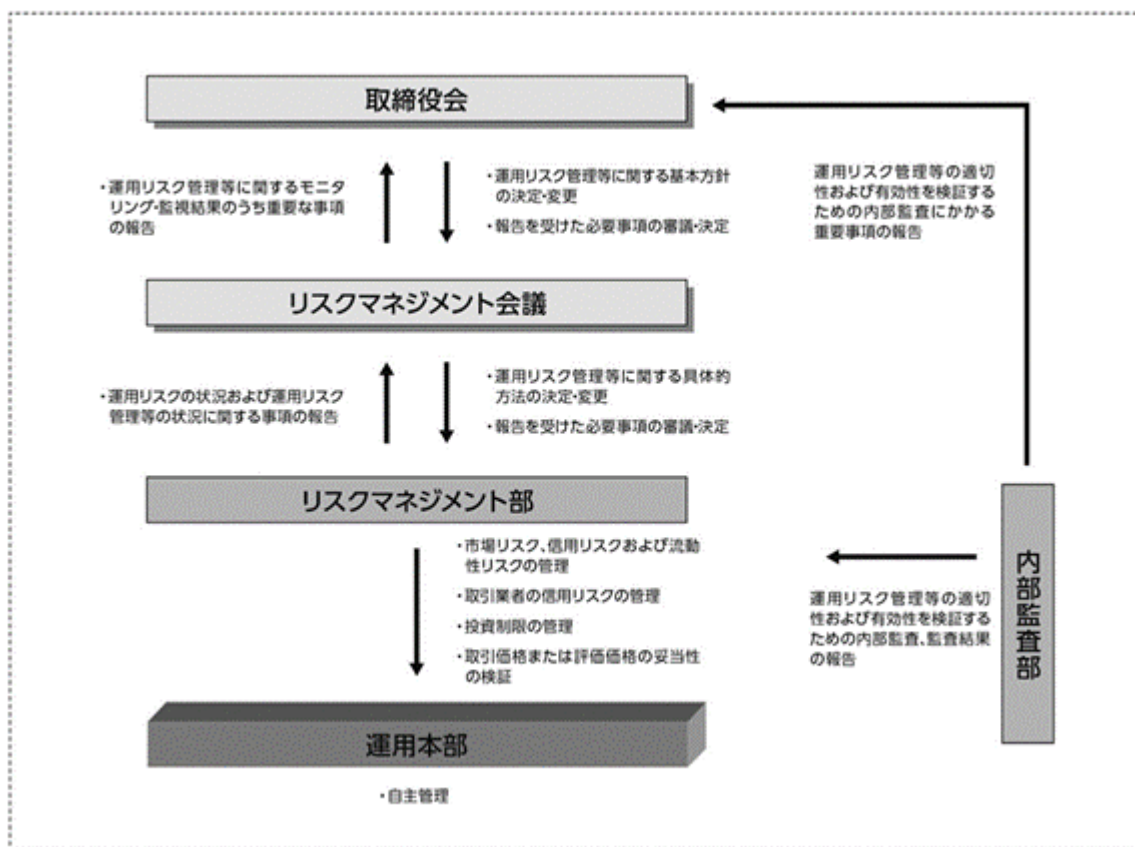 取締役会
・運用リスク管理等に関するモニタ
リング・監視結果のうち重要な事項
の報告
・運用リスク管理等に関する基本方針
の決定・変更
・報告を受けた必要事項の審議・決定
運用リスク管理等の適切
性および有効性を検証する
ための内部監査にかかる
重要事項の報告
リスクマネジメント会議
・運用リスクの状況および運用リスク
管理等の状況に関する事項の報告
・運用リスク管理等に関する具体的
方法の決定・変更
・報告を受けた必要事項の審議・決定
リスクマネジメント部
・市場リスク、信用リスクおよび流動
性リスクの管理
・取引業者の信用リスクの管理
・投資制限の管理
・取引価格または評価価格の妥当性
の検証
運用リスク管理等の適切
性および有効性を検証する
ための内部監査、監査結果
の報告
内部監査部
運用本部
・自主管理